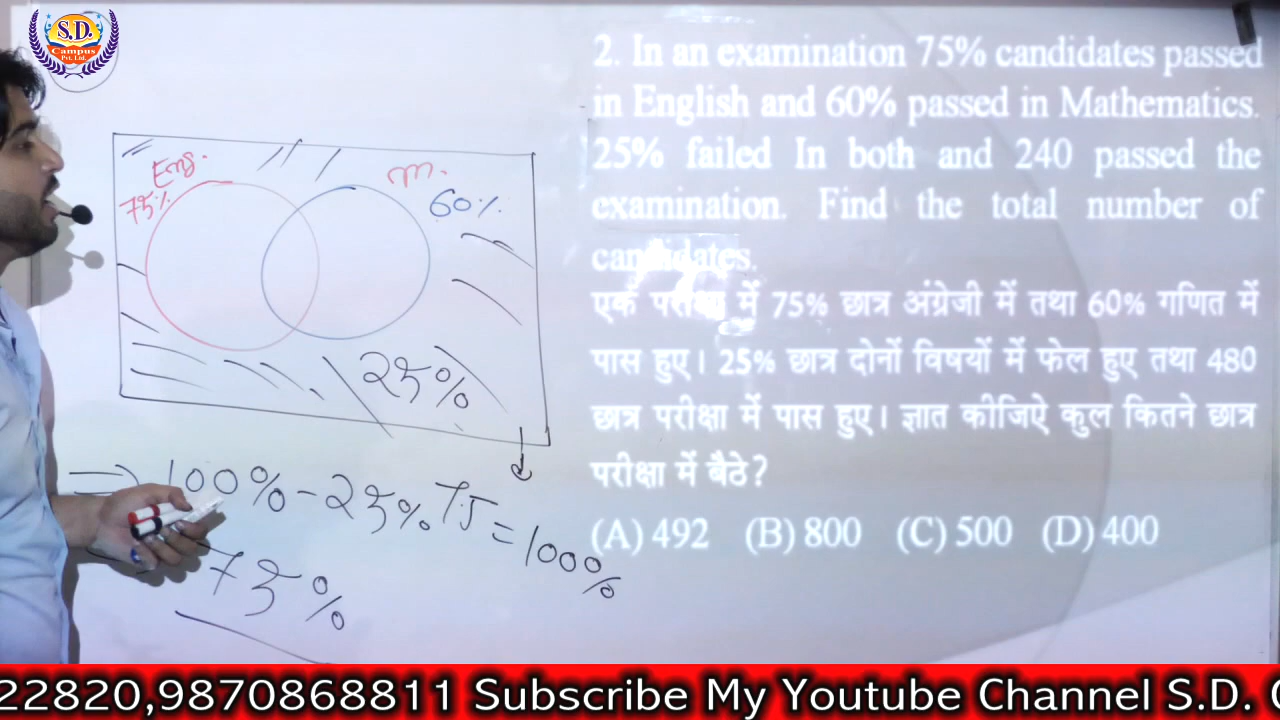 S.D.
Campus
Pvt. Ltd.
2. In an examination 75% candidates passed
in English and 60% passed in Mathematics.
25% failed In both and 240 passed the
examination. Find the total number of
candidates.
एक परीक्षा में 75% छात्र अंग्रेजी में तथा 60% गणित में
पास हुए। 25% छात्र दोनों विषयों में फेल हुए तथा 480
छात्र परीक्षा में पास हुए। ज्ञात कीजिऐ कुल कितने छात्र
परीक्षा में बैठे?
(A) 492 (B) 800 (C) 500 (D) 400
Eng.
75%
m.
60%
25%
100% - 25%
T.S = 100%
75%
22820,9870868811 Subscribe My Youtube Channel S.D.